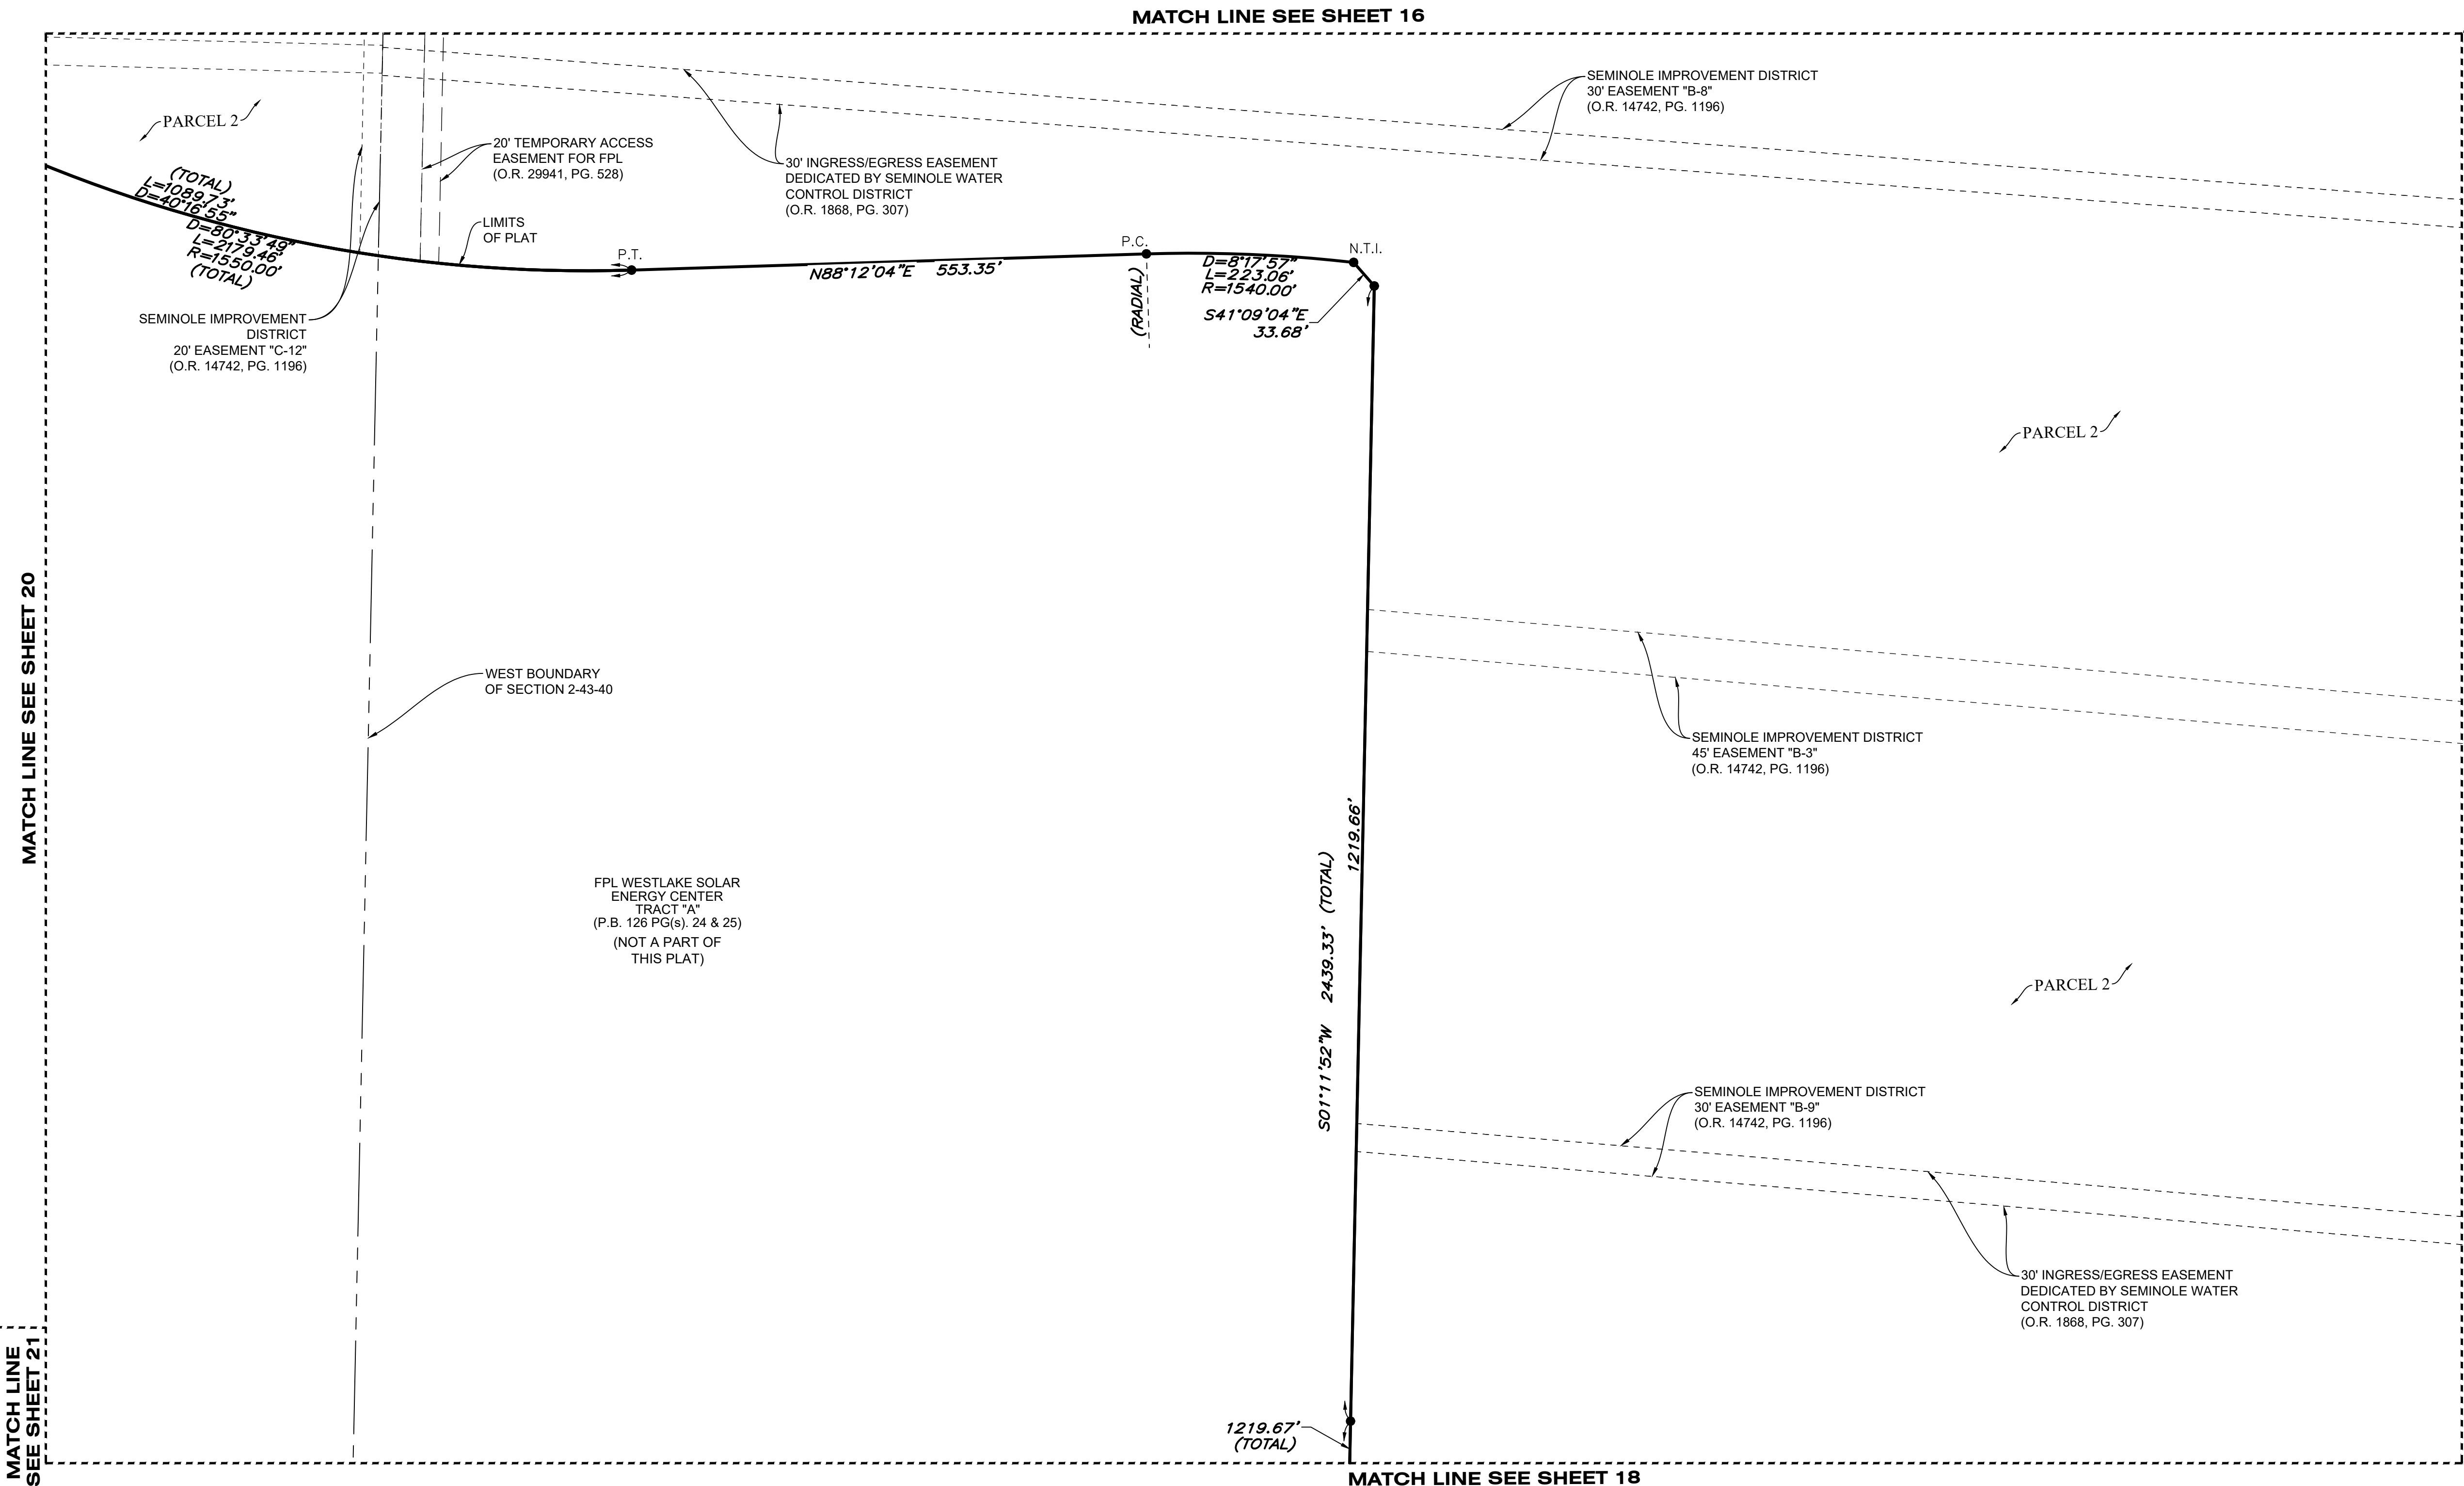 MATCH LINE SEE SHEET 16
SEMINOLE IMPROVEMENT DISTRICT
30' EASEMENT "B-8"
(O.R. 14742, PG. 1196)
PARCEL 2
20' TEMPORARY ACCESS
EASEMENT FOR FPL
(O.R. 29941, PG. 528)
30' INGRESS/EGRESS EASEMENT
DEDICATED BY SEMINOLE WATER
CONTROL DISTRICT
(O.R. 1868, PG. 307)
(TOTAL)
L=1089.73'
D=40°16'55"
D=80°33'49"
L=2179.46'
R=1550.00'
(TOTAL)
LIMITS
OF PLAT
P.T.
N88°12'04"E 553.35'
P.C.
(RADIAL)
D=8°17'57"
L=223.06'
R=1540.00'
N.T.I.
S41°09'04"E
33.68'
SEMINOLE IMPROVEMENT
DISTRICT
20' EASEMENT "C-12"
(O.R. 14742, PG. 1196)
PARCEL 2
MATCH LINE SEE SHEET 20
WEST BOUNDARY
OF SECTION 2-43-40
SEMINOLE IMPROVEMENT DISTRICT
45' EASEMENT "B-3"
(O.R. 14742, PG. 1196)
1219.66'
S01°11'52"W 2439.33' (TOTAL)
FPL WESTLAKE SOLAR
ENERGY CENTER
TRACT "A"
(P.B. 126 PG(s). 24 & 25)
(NOT A PART OF
THIS PLAT)
PARCEL 2
SEMINOLE IMPROVEMENT DISTRICT
30' EASEMENT "B-9"
(O.R. 14742, PG. 1196)
30' INGRESS/EGRESS EASEMENT
DEDICATED BY SEMINOLE WATER
CONTROL DISTRICT
(O.R. 1868, PG. 307)
MATCH LINE
SEE SHEET 21
1219.67'
(TOTAL)
MATCH LINE SEE SHEET 18